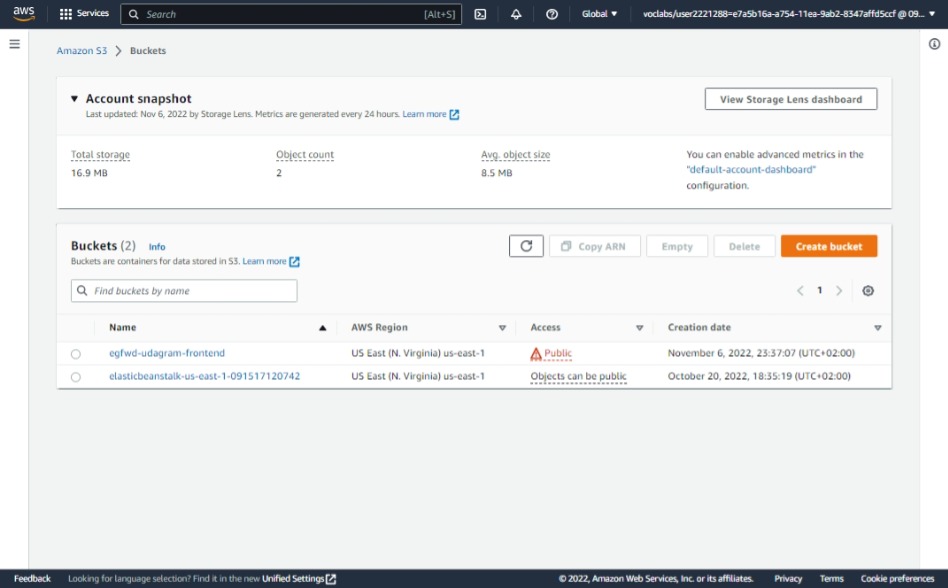 aws Services Search [Alt+S] Global voclabs/user2221288=e7a5b16a-a754-11ea-9ab2-8347affd5ccf @ 09...
Amazon S3 > Buckets
Account snapshot
View Storage Lens dashboard
Last updated: Nov 6, 2022 by Storage Lens. Metrics are generated every 24 hours. Learn more
Total storage Object count Avg. object size
16.9 MB 2 8.5 MB
You can enable advanced metrics in the
"default-account-dashboard"
configuration.
Buckets (2) Info
Copy ARN Empty Delete Create bucket
Buckets are containers for data stored in S3. Learn more
Find buckets by name
< 1 >
Name AWS Region Access Creation date
egfwd-udagram-frontend US East (N. Virginia) us-east-1 Public November 6, 2022, 23:37:07 (UTC+02:00)
elasticbeanstalk-us-east-1-091517120742 US East (N. Virginia) us-east-1 Objects can be public October 20, 2022, 18:35:19 (UTC+02:00)
Feedback Looking for language selection? Find it in the new Unified Settings © 2022, Amazon Web Services, Inc. or its affiliates. Privacy Terms Cookie preferences